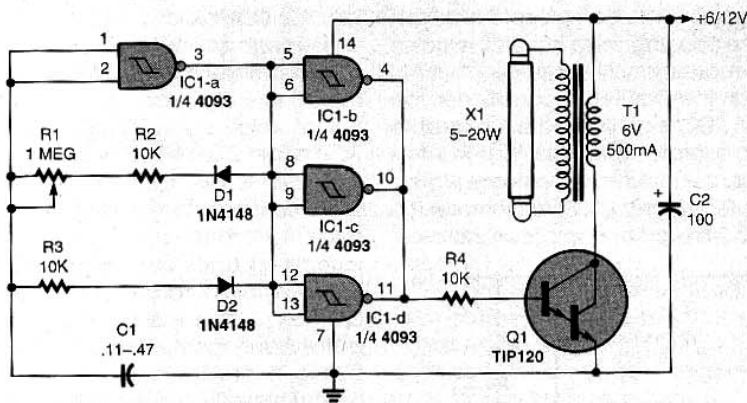 +6/12V
1
2
3
IC1-a
1/4 4093
5
6
14
4
IC1-b
1/4 4093
X1
5–20W
T1
6V
500mA
R1
1 MEG
R2
10K
D1
1N4148
8
9
10
IC1-c
1/4 4093
C2
100
+
R3
10K
D2
1N4148
12
13
11
7
IC1-d
1/4 4093
R4
10K
Q1
TIP120
C1
.11–.47